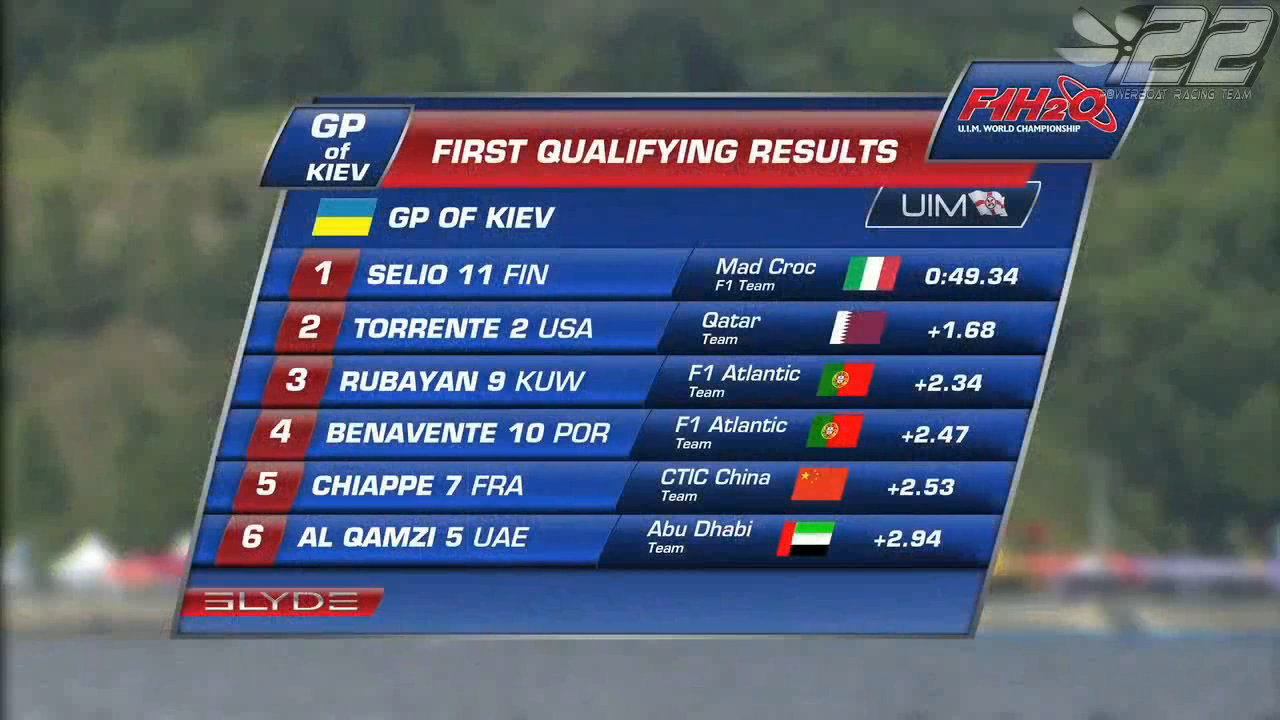 22
POWERBOAT RACING TEAM
F1H2O
U.I.M. WORLD CHAMPIONSHIP
GP
of
KIEV
FIRST QUALIFYING RESULTS
UIM
GP OF KIEV
1 SELIO 11 FIN Mad Croc F1 Team 0:49.34
2 TORRENTE 2 USA Qatar Team +1.68
3 RUBAYAN 9 KUW F1 Atlantic Team +2.34
4 BENAVENTE 10 POR F1 Atlantic Team +2.47
5 CHIAPPE 7 FRA CTIC China Team +2.53
6 AL QAMZI 5 UAE Abu Dhabi Team +2.94
SLYDE